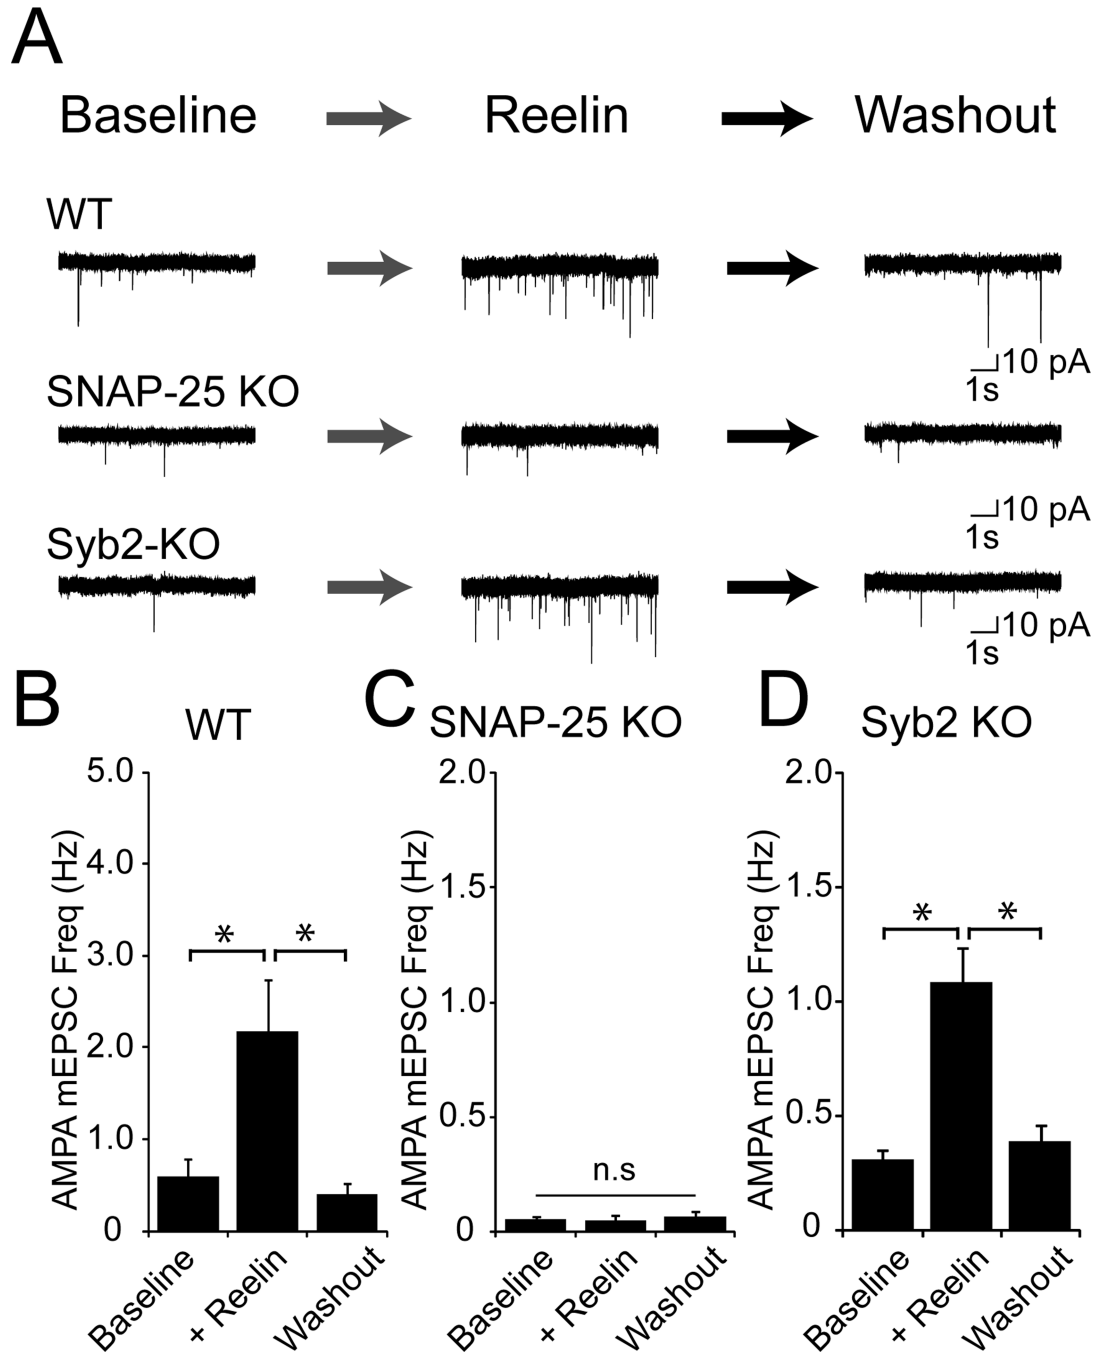 A
Baseline Reelin Washout
WT
10 pA
1s
SNAP-25 KO
10 pA
1s
Syb2-KO
10 pA
1s
B
WT
AMPA mEPSC Freq (Hz)
5.0
4.0
3.0
2.0
1.0
0
* *
Baseline
+ Reelin
Washout
C
SNAP-25 KO
AMPA mEPSC Freq (Hz)
2.0
1.5
1.0
0.5
0
n.s
Baseline
+ Reelin
Washout
D
Syb2 KO
AMPA mEPSC Freq (Hz)
2.0
1.5
1.0
0.5
0
* *
Baseline
+ Reelin
Washout